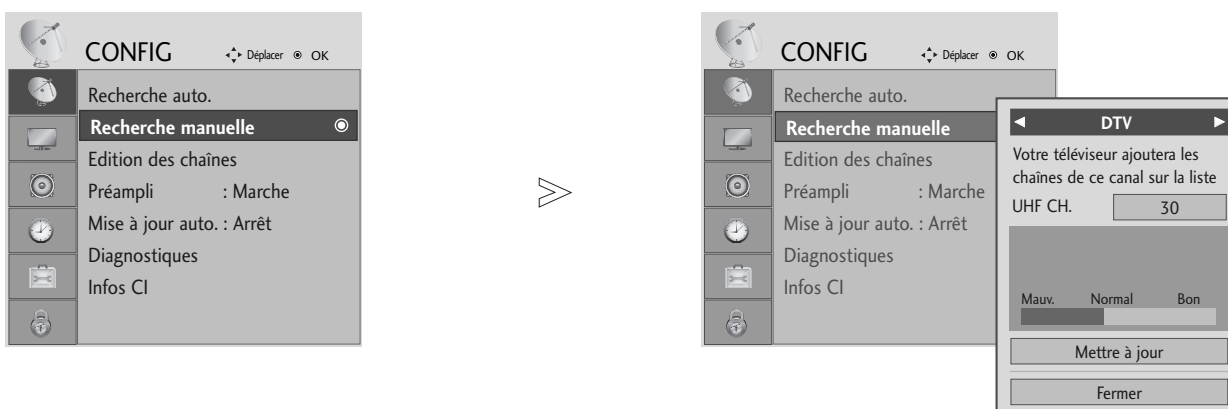 CONFIG
Déplacer OK
Recherche auto.
Recherche manuelle
Edition des chaînes
Préampli : Marche
Mise à jour auto. : Arrêt
Diagnostiques
Infos CI
CONFIG
Déplacer OK
Recherche auto.
Recherche manuelle
Edition des chaînes
Préampli : Marche
Mise à jour auto. : Arrêt
Diagnostiques
Infos CI
DTV
Votre téléviseur ajoutera les
chaînes de ce canal sur la liste
UHF CH. 30
Mauv. Normal Bon
Mettre à jour
Fermer